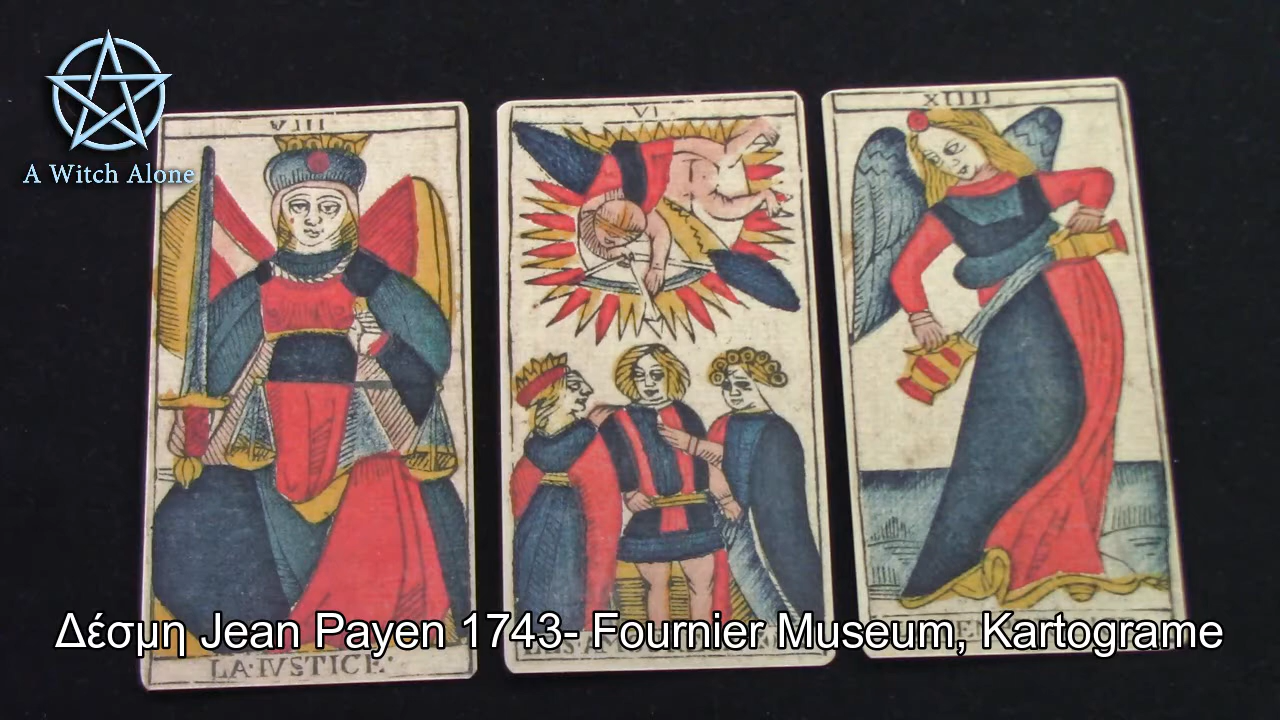 A Witch Alone
VIII
VI
XIIII
Δέσμη Jean Payen 1743- Fournier Museum, Kartograme
LA·IVSTICE·